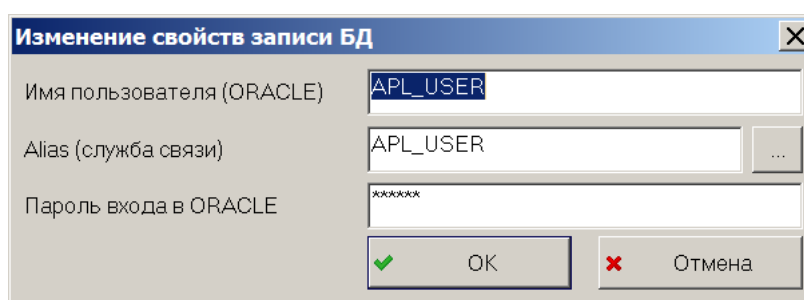 Изменение свойств записи БД
Имя пользователя (ORACLE) APL_USER
Alias (служба связи) APL_USER ...
Пароль входа в ORACLE ******
OK Отмена